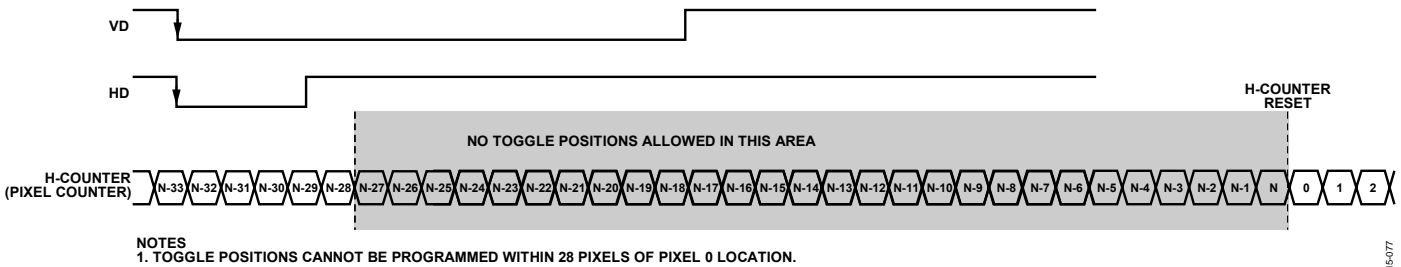 VD
HD
H-COUNTER
RESET
NO TOGGLE POSITIONS ALLOWED IN THIS AREA
H-COUNTER
(PIXEL COUNTER)
N-33 N-32 N-31 N-30 N-29 N-28 N-27 N-26 N-25 N-24 N-23 N-22 N-21 N-20 N-19 N-18 N-17 N-16 N-15 N-14 N-13 N-12 N-11 N-10 N-9 N-8 N-7 N-6 N-5 N-4 N-3 N-2 N-1 N 0 1 2
NOTES
1. TOGGLE POSITIONS CANNOT BE PROGRAMMED WITHIN 28 PIXELS OF PIXEL 0 LOCATION.